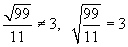 √99/11 ≠ 3, √(99/11) = 3